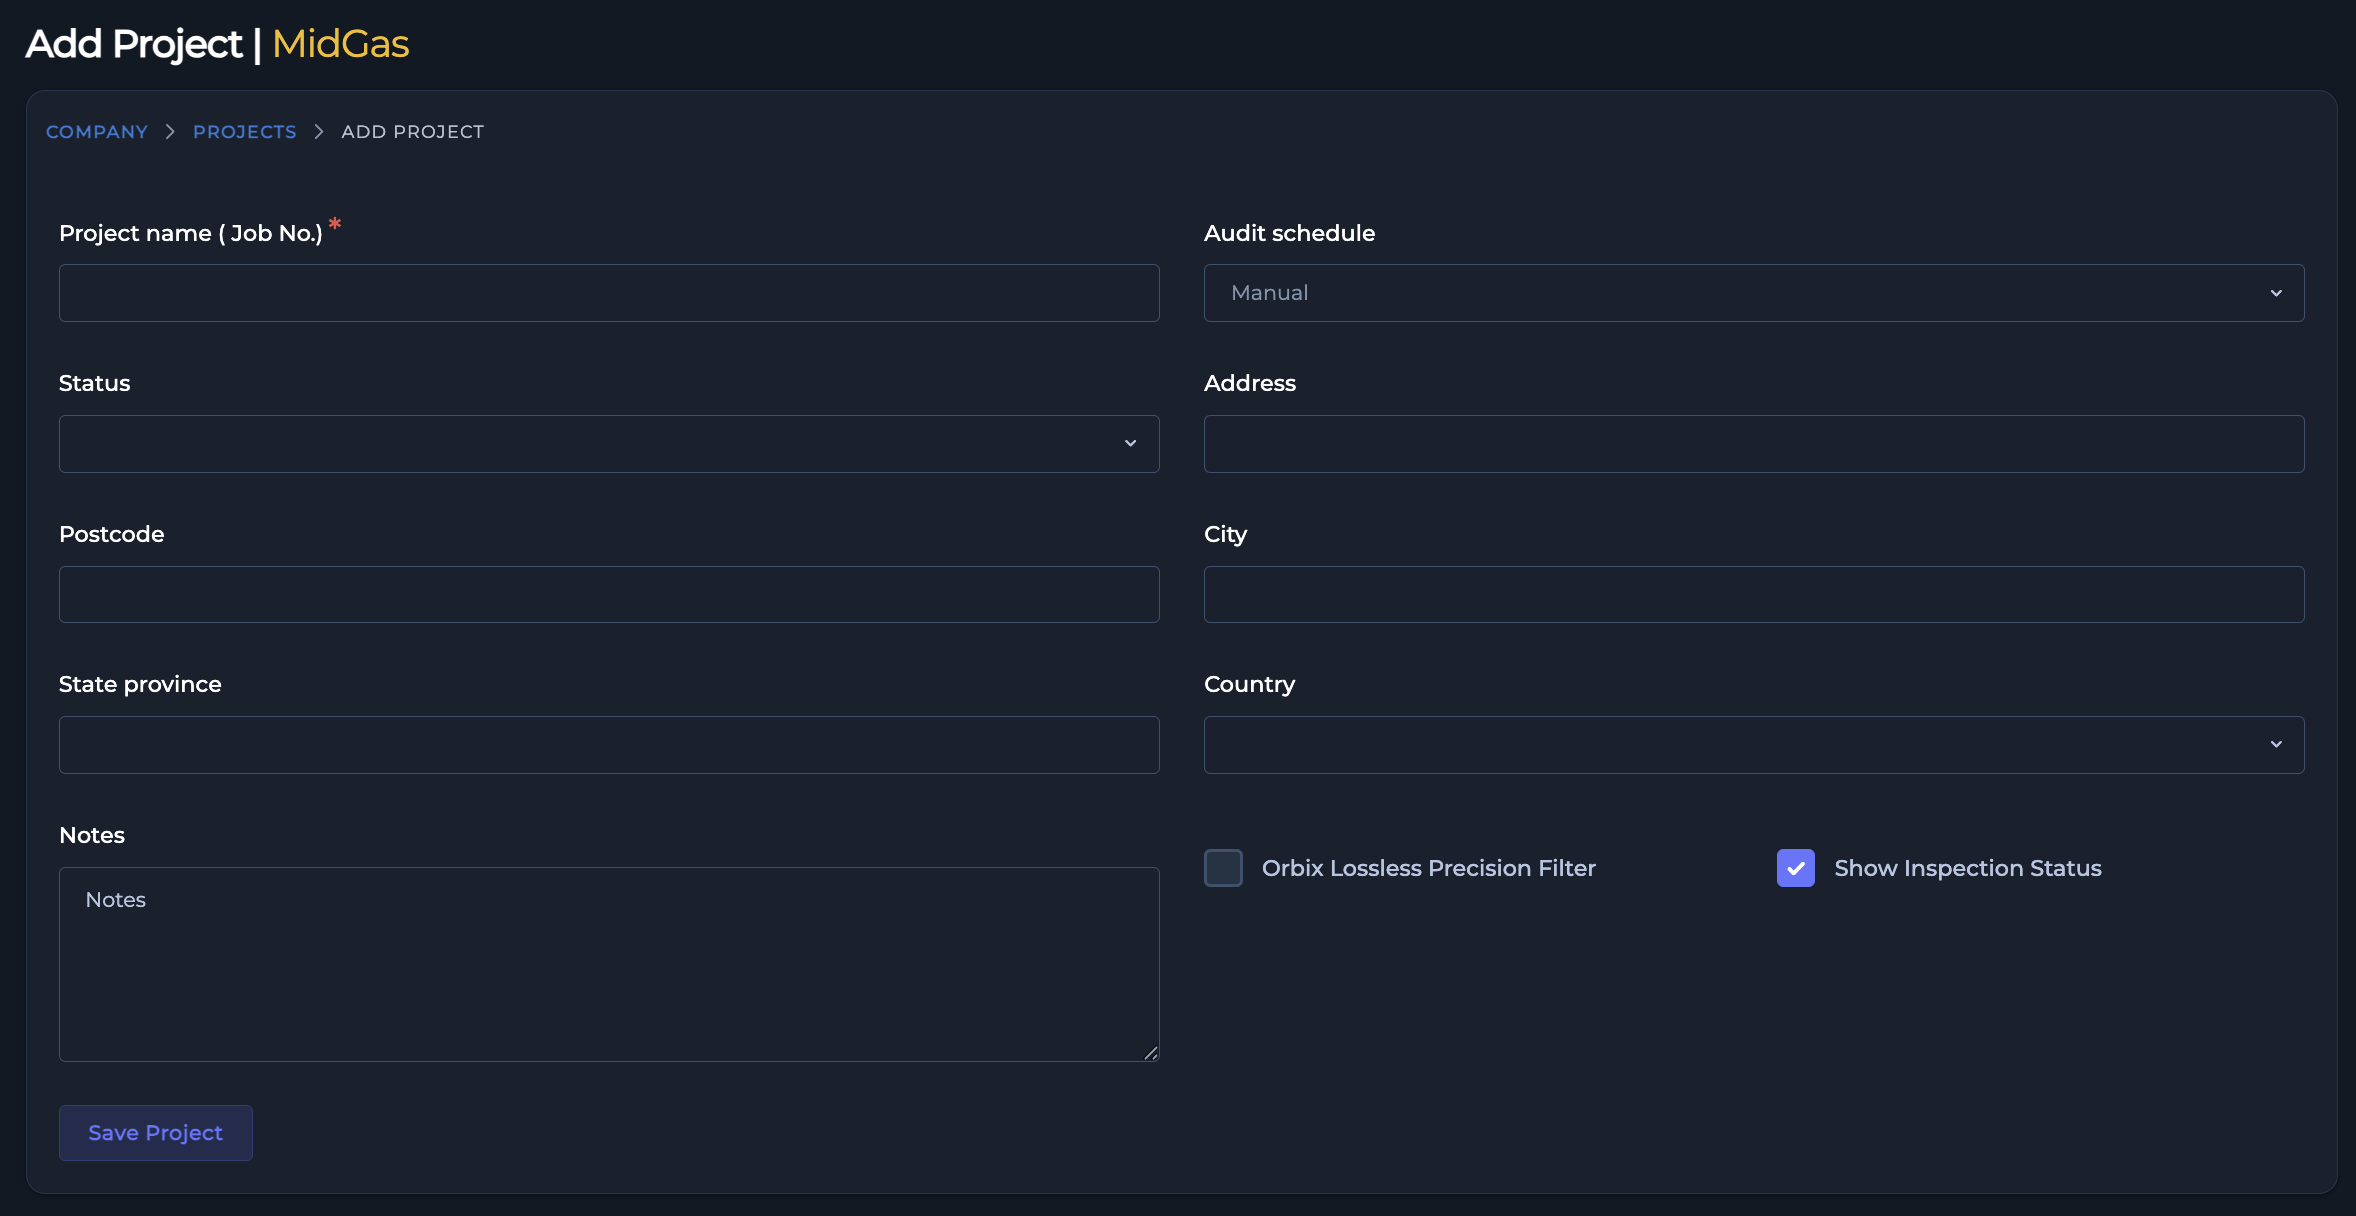 Add Project | MidGas
COMPANY > PROJECTS > ADD PROJECT
Project name ( Job No.) *
Audit schedule
Manual
Status
Address
Postcode
City
State province
Country
Notes
Notes
Orbix Lossless Precision Filter
Show Inspection Status
Save Project